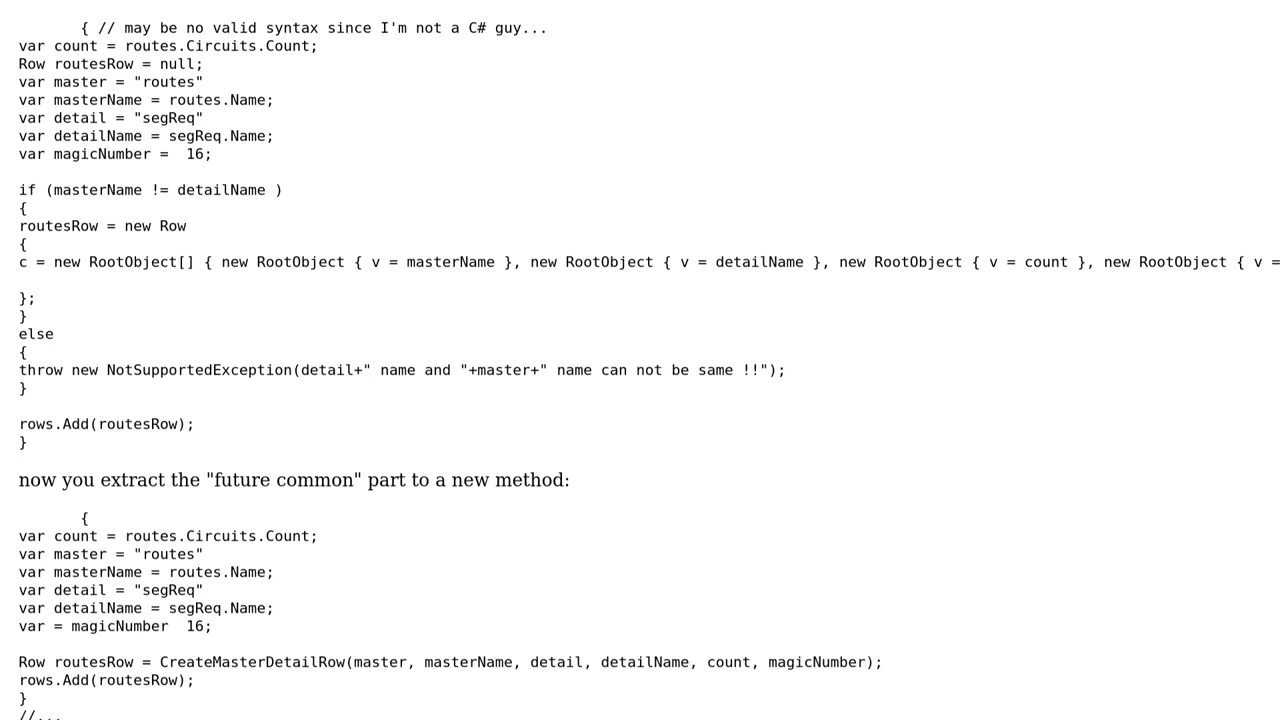 { // may be no valid syntax since I'm not a C# guy...
var count = routes.Circuits.Count;
Row routesRow = null;
var master = "routes"
var masterName = routes.Name;
var detail = "segReq"
var detailName = segReq.Name;
var magicNumber =  16;
if (masterName != detailName )
{
routesRow = new Row
{
c = new RootObject[] { new RootObject { v = masterName }, new RootObject { v = detailName }, new RootObject { v = count }, new RootObject { v =
};
}
else
{
throw new NotSupportedException(detail+" name and "+master+" name can not be same !!");
}
rows.Add(routesRow);
}
now you extract the "future common" part to a new method:
{
var count = routes.Circuits.Count;
var master = "routes"
var masterName = routes.Name;
var detail = "segReq"
var detailName = segReq.Name;
var = magicNumber  16;
Row routesRow = CreateMasterDetailRow(master, masterName, detail, detailName, count, magicNumber);
rows.Add(routesRow);
}
//...